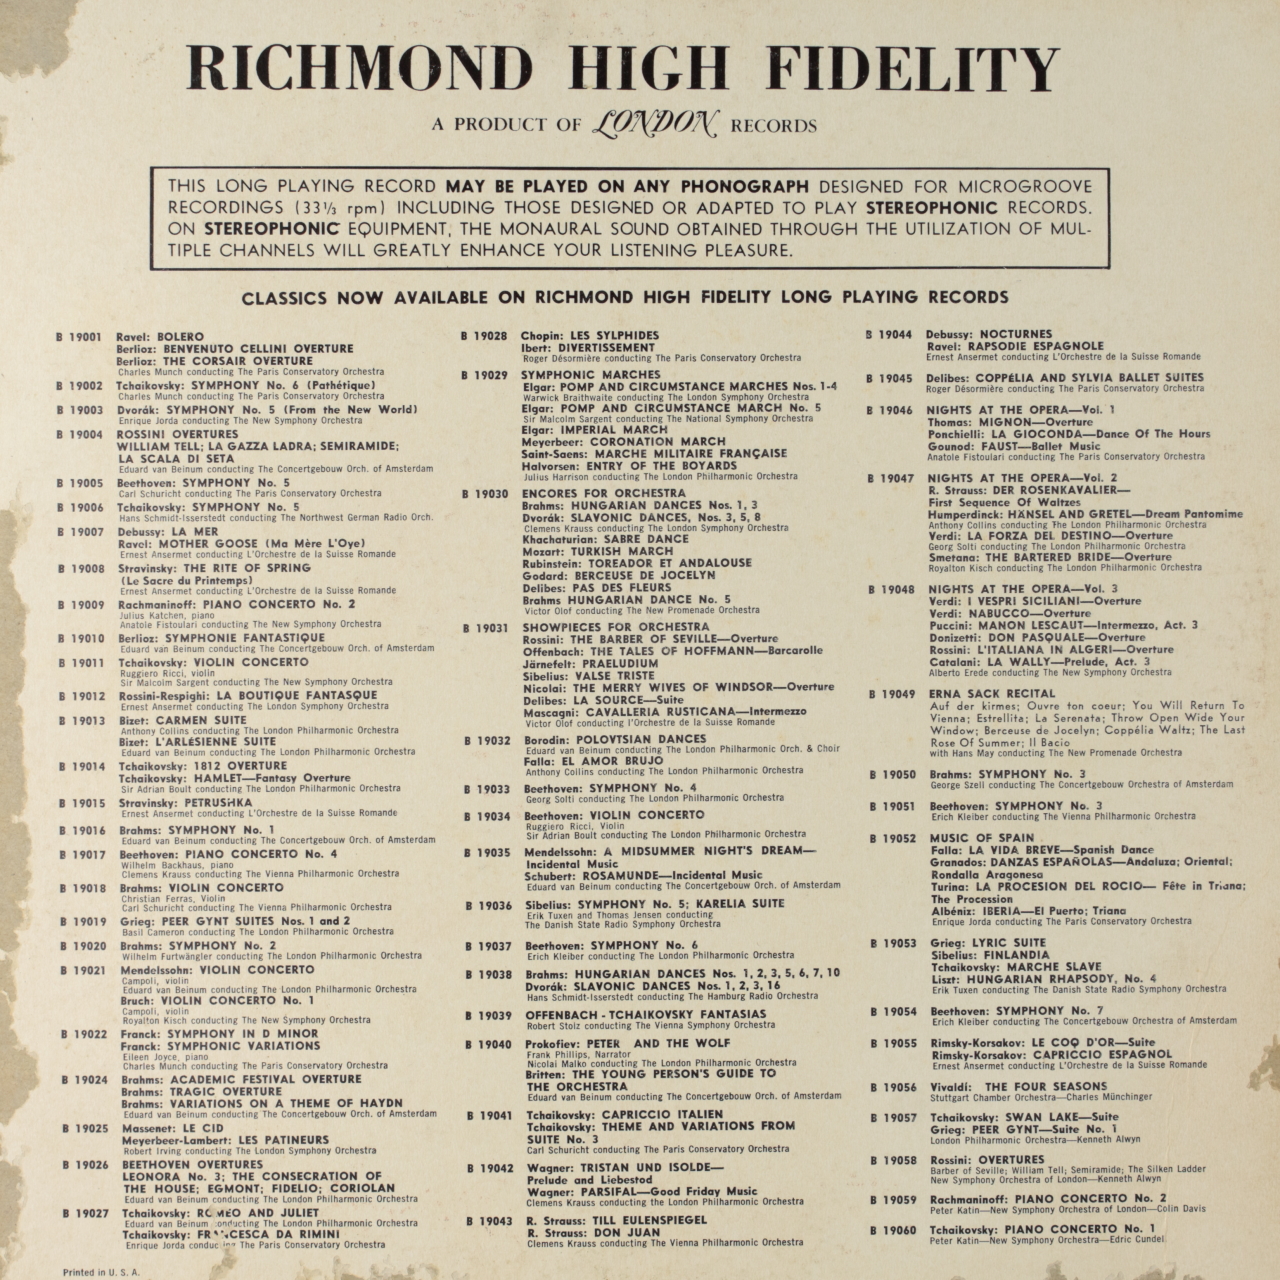 RICHMOND HIGH FIDELITY
A PRODUCT OF LONDON RECORDS
THIS LONG PLAYING RECORD MAY BE PLAYED ON ANY PHONOGRAPH DESIGNED FOR MICROGROOVE
RECORDINGS (33⅓ rpm) INCLUDING THOSE DESIGNED OR ADAPTED TO PLAY STEREOPHONIC RECORDS.
ON STEREOPHONIC EQUIPMENT, THE MONAURAL SOUND OBTAINED THROUGH THE UTILIZATION OF MUL-
TIPLE CHANNELS WILL GREATLY ENHANCE YOUR LISTENING PLEASURE.
CLASSICS NOW AVAILABLE ON RICHMOND HIGH FIDELITY LONG PLAYING RECORDS
B 19001 Ravel: BOLERO
Berlioz: BENVENUTO CELLINI OVERTURE
Berlioz: THE CORSAIR OVERTURE
Charles Munch conducting The Paris Conservatory Orchestra
B 19002 Tchaikovsky: SYMPHONY No. 6 (Pathétique)
Charles Munch conducting The Paris Conservatory Orchestra
B 19003 Dvorák: SYMPHONY No. 5 (From the New World)
Enrique Jorda conducting The New Symphony Orchestra
B 19004 ROSSINI OVERTURES
WILLIAM TELL; LA GAZZA LADRA; SEMIRAMIDE;
LA SCALA DI SETA
Eduard van Beinum conducting The Concertgebouw Orch. of Amsterdam
B 19005 Beethoven: SYMPHONY No. 5
Carl Schuricht conducting The Paris Conservatory Orchestra
B 19006 Tchaikovsky: SYMPHONY No. 5
Hans Schmidt-Isserstedt conducting The Northwest German Radio Orch.
B 19007 Debussy: LA MER
Ravel: MOTHER GOOSE (Ma Mère L'Oye)
Ernest Ansermet conducting L'Orchestre de la Suisse Romande
B 19008 Stravinsky: THE RITE OF SPRING
(Le Sacre du Printemps)
Ernest Ansermet conducting L'Orchestre de la Suisse Romande
B 19009 Rachmaninoff: PIANO CONCERTO No. 2
Julius Katchen, piano
Anatole Fistoulari conducting The New Symphony Orchestra
B 19010 Berlioz: SYMPHONIE FANTASTIQUE
Eduard van Beinum conducting The Concertgebouw Orch. of Amsterdam
B 19011 Tchaikovsky: VIOLIN CONCERTO
Ruggiero Ricci, violin
Sir Malcolm Sargent conducting The New Symphony Orchestra
B 19012 Rossini-Respighi: LA BOUTIQUE FANTASQUE
Ernest Ansermet conducting The London Symphony Orchestra
B 19013 Bizet: CARMEN SUITE
Anthony Collins conducting The London Philharmonic Orchestra
Bizet: L'ARLÉSIENNE SUITE
Eduard van Beinum conducting The London Philharmonic Orchestra
B 19014 Tchaikovsky: 1812 OVERTURE
Tchaikovsky: HAMLET—Fantasy Overture
Sir Adrian Boult conducting The London Philharmonic Orchestra
B 19015 Stravinsky: PETRUSHKA
Ernest Ansermet conducting L'Orchestre de la Suisse Romande
B 19016 Brahms: SYMPHONY No. 1
Eduard van Beinum conducting The Concertgebouw Orch. of Amsterdam
B 19017 Beethoven: PIANO CONCERTO No. 4
Wilhelm Backhaus, piano
Clemens Krauss conducting The Vienna Philharmonic Orchestra
B 19018 Brahms: VIOLIN CONCERTO
Christian Ferras, Violin
Carl Schuricht conducting The Vienna Philharmonic Orchestra
B 19019 Grieg: PEER GYNT SUITES Nos. 1 and 2
Basil Cameron conducting The London Philharmonic Orchestra
B 19020 Brahms: SYMPHONY No. 2
Wilhelm Furtwängler conducting The London Philharmonic Orchestra
B 19021 Mendelssohn: VIOLIN CONCERTO
Campoli, violin
Eduard van Beinum conducting The London Philharmonic Orchestra
Bruch: VIOLIN CONCERTO No. 1
Campoli, violin
Royalton Kisch conducting The New Symphony Orchestra
B 19022 Franck: SYMPHONY IN D MINOR
Franck: SYMPHONIC VARIATIONS
Eileen Joyce, piano
Charles Munch conducting The Paris Conservatory Orchestra
B 19024 Brahms: ACADEMIC FESTIVAL OVERTURE
Brahms: TRAGIC OVERTURE
Brahms: VARIATIONS ON A THEME OF HAYDN
Eduard van Beinum conducting The Concertgebouw Orch. of Amsterdam
B 19025 Massenet: LE CID
Meyerbeer-Lambert: LES PATINEURS
Robert Irving conducting The London Symphony Orchestra
B 19026 BEETHOVEN OVERTURES
LEONORA No. 3; THE CONSECRATION OF
THE HOUSE; EGMONT; FIDELIO; CORIOLAN
Eduard van Beinum conducting The London Philharmonic Orchestra
B 19027 Tchaikovsky: ROMEO AND JULIET
Eduard van Beinum conducting The London Philharmonic Orchestra
Tchaikovsky: FRANCESCA DA RIMINI
Enrique Jorda conducting The Paris Conservatory Orchestra
Printed in U. S. A.
B 19028 Chopin: LES SYLPHIDES
Ibert: DIVERTISSEMENT
Roger Désormière conducting The Paris Conservatory Orchestra
B 19029 SYMPHONIC MARCHES
Elgar: POMP AND CIRCUMSTANCE MARCHES Nos. 1-4
Warwick Braithwaite conducting The London Symphony Orchestra
Elgar: POMP AND CIRCUMSTANCE MARCH No. 5
Sir Malcolm Sargent conducting The National Symphony Orchestra
Elgar: IMPERIAL MARCH
Meyerbeer: CORONATION MARCH
Saint-Saens: MARCHE MILITAIRE FRANÇAISE
Halvorsen: ENTRY OF THE BOYARDS
Julius Harrison conducting The London Philharmonic Orchestra
B 19030 ENCORES FOR ORCHESTRA
Brahms: HUNGARIAN DANCES Nos. 1, 3
Dvorák: SLAVONIC DANCES, Nos. 3, 5, 8
Clemens Krauss conducting The London Symphony Orchestra
Khachaturian: SABRE DANCE
Mozart: TURKISH MARCH
Rubinstein: TOREADOR ET ANDALOUSE
Godard: BERCEUSE DE JOCELYN
Delibes: PAS DES FLEURS
Brahms HUNGARIAN DANCE No. 5
Victor Olof conducting The New Promenade Orchestra
B 19031 SHOWPIECES FOR ORCHESTRA
Rossini: THE BARBER OF SEVILLE—Overture
Offenbach: THE TALES OF HOFFMANN—Barcarolle
Järnefelt: PRAELUDIUM
Sibelius: VALSE TRISTE
Nicolai: THE MERRY WIVES OF WINDSOR—Overture
Delibes: LA SOURCE—Suite
Mascagni: CAVALLERIA RUSTICANA—Intermezzo
Victor Olof conducting l'Orchestre de la Suisse Romande
B 19032 Borodin: POLOVTSIAN DANCES
Eduard van Beinum conducting The London Philharmonic Orch. & Choir
Falla: EL AMOR BRUJO
Anthony Collins conducting The London Philharmonic Orchestra
B 19033 Beethoven: SYMPHONY No. 4
Georg Solti conducting The London Philharmonic Orchestra
B 19034 Beethoven: VIOLIN CONCERTO
Ruggiero Ricci, Violin
Sir Adrian Boult conducting The London Philharmonic Orchestra
B 19035 Mendelssohn: A MIDSUMMER NIGHT'S DREAM—
Incidental Music
Schubert: ROSAMUNDE—Incidental Music
Eduard van Beinum conducting The Concertgebouw Orch. of Amsterdam
B 19036 Sibelius: SYMPHONY No. 5; KARELIA SUITE
Erik Tuxen and Thomas Jensen conducting
The Danish State Radio Symphony Orchestra
B 19037 Beethoven: SYMPHONY No. 6
Erich Kleiber conducting The London Philharmonic Orchestra
B 19038 Brahms: HUNGARIAN DANCES Nos. 1, 2, 3, 5, 6, 7, 10
Dvorák: SLAVONIC DANCES Nos. 1, 2, 3, 16
Hans Schmidt-Isserstedt conducting The Hamburg Radio Orchestra
B 19039 OFFENBACH - TCHAIKOVSKY FANTASIAS
Robert Stolz conducting The Vienna Symphony Orchestra
B 19040 Prokofiev: PETER AND THE WOLF
Frank Phillips, Narrator
Nicolai Malko conducting The London Philharmonic Orchestra
Britten: THE YOUNG PERSON'S GUIDE TO
THE ORCHESTRA
Eduard van Beinum conducting The Concertgebouw Orch. of Amsterdam
B 19041 Tchaikovsky: CAPRICCIO ITALIEN
Tchaikovsky: THEME AND VARIATIONS FROM
SUITE No. 3
Carl Schuricht conducting The Paris Conservatory Orchestra
B 19042 Wagner: TRISTAN UND ISOLDE—
Prelude and Liebestod
Wagner: PARSIFAL—Good Friday Music
Clemens Krauss conducting the London Philharmonic Orchestra
B 19043 R. Strauss: TILL EULENSPIEGEL
R. Strauss: DON JUAN
Clemens Krauss conducting The Vienna Philharmonic Orchestra
B 19044 Debussy: NOCTURNES
Ravel: RAPSODIE ESPAGNOLE
Ernest Ansermet conducting L'Orchestre de la Suisse Romande
B 19045 Delibes: COPPÉLIA AND SYLVIA BALLET SUITES
Roger Désormière conducting The Paris Conservatory Orchestra
B 19046 NIGHTS AT THE OPERA—Vol. 1
Thomas: MIGNON—Overture
Ponchielli: LA GIOCONDA—Dance Of The Hours
Gounod: FAUST—Ballet Music
Anatole Fistoulari conducting The Paris Conservatory Orchestra
B 19047 NIGHTS AT THE OPERA—Vol. 2
R. Strauss: DER ROSENKAVALIER—
First Sequence Of Waltzes
Humperdinck: HÄNSEL AND GRETEL—Dream Pantomime
Anthony Collins conducting The London Philharmonic Orchestra
Verdi: LA FORZA DEL DESTINO—Overture
Georg Solti conducting The London Philharmonic Orchestra
Smetana: THE BARTERED BRIDE—Overture
Royalton Kisch conducting The London Philharmonic Orchestra
B 19048 NIGHTS AT THE OPERA—Vol. 3
Verdi: I VESPRI SICILIANI—Overture
Verdi: NABUCCO—Overture
Puccini: MANON LESCAUT—Intermezzo, Act. 3
Donizetti: DON PASQUALE—Overture
Rossini: L'ITALIANA IN ALGERI—Overture
Catalani: LA WALLY—Prelude, Act. 3
Alberto Erede conducting The New Symphony Orchestra
B 19049 ERNA SACK RECITAL
Auf der kirmes; Ouvre ton coeur; You Will Return To
Vienna; Estrellita; La Serenata; Throw Open Wide Your
Window; Berceuse de Jocelyn; Coppélia Waltz; The Last
Rose Of Summer; Il Bacio
with Hans May conducting The New Promenade Orchestra
B 19050 Brahms: SYMPHONY No. 3
George Szell conducting The Concertgebouw Orchestra of Amsterdam
B 19051 Beethoven: SYMPHONY No. 3
Erich Kleiber conducting The Vienna Philharmonic Orchestra
B 19052 MUSIC OF SPAIN
Falla: LA VIDA BREVE—Spanish Dance
Granados: DANZAS ESPAÑOLAS—Andaluza; Oriental;
Rondalla Aragonesa
Turina: LA PROCESION DEL ROCIO— Fête in Triana;
The Procession
Albéniz: IBERIA—El Puerto; Triana
Enrique Jorda conducting The Paris Conservatory Orchestra
B 19053 Grieg: LYRIC SUITE
Sibelius: FINLANDIA
Tchaikovsky: MARCHE SLAVE
Liszt: HUNGARIAN RHAPSODY, No. 4
Erik Tuxen conducting The Danish State Radio Symphony Orchestra
B 19054 Beethoven: SYMPHONY No. 7
Erich Kleiber conducting The Concertgebouw Orchestra of Amsterdam
B 19055 Rimsky-Korsakov: LE COQ D'OR—Suite
Rimsky-Korsakov: CAPRICCIO ESPAGNOL
Ernest Ansermet conducting L'Orchestre de la Suisse Romande
B 19056 Vivaldi: THE FOUR SEASONS
Stuttgart Chamber Orchestra—Charles Münchinger
B 19057 Tchaikovsky: SWAN LAKE—Suite
Grieg: PEER GYNT—Suite No. 1
London Philharmonic Orchestra—Kenneth Alwyn
B 19058 Rossini: OVERTURES
Barber of Seville; William Tell; Semiramide; The Silken Ladder
New Symphony Orchestra of London—Kenneth Alwyn
B 19059 Rachmaninoff: PIANO CONCERTO No. 2
Peter Katin—New Symphony Orchestra of London—Colin Davis
B 19060 Tchaikovsky: PIANO CONCERTO No. 1
Peter Katin—New Symphony Orchestra—Edric Cundel